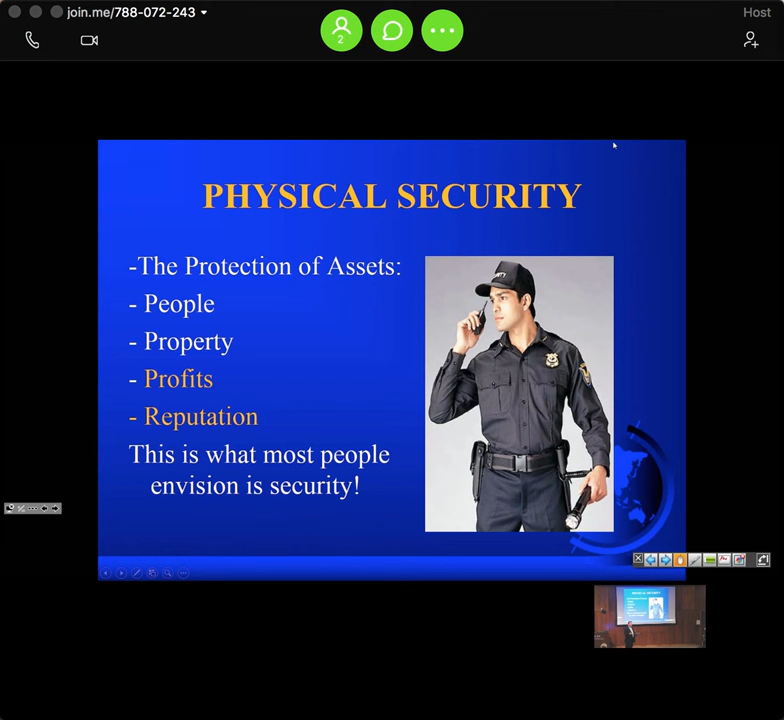 join.me/788-072-243
Host
2
PHYSICAL SECURITY
-The Protection of Assets:
- People
- Property
- Profits
- Reputation
This is what most people
envision is security!